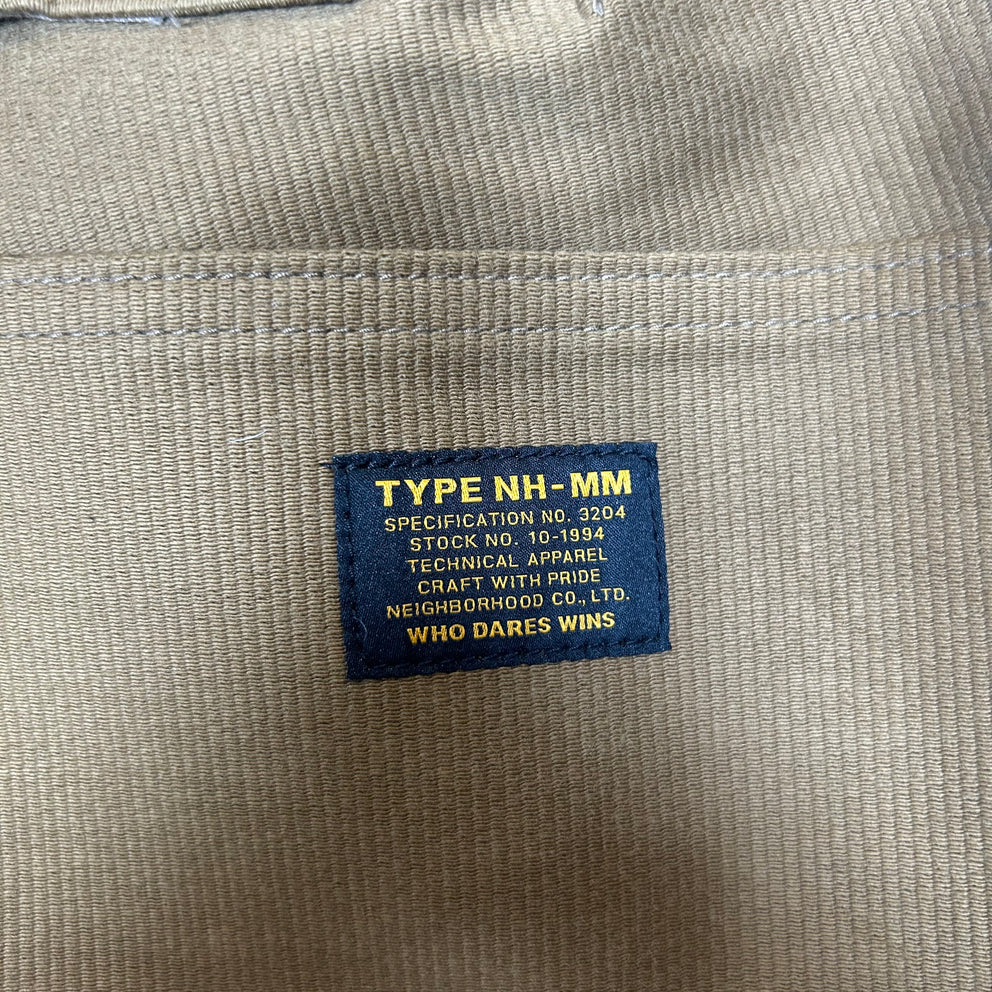 TYPE NH-MM
SPECIFICATION NO. 3204
STOCK NO. 10-1994
TECHNICAL APPAREL
CRAFT WITH PRIDE
NEIGHBORHOOD CO., LTD.
WHO DARES WINS